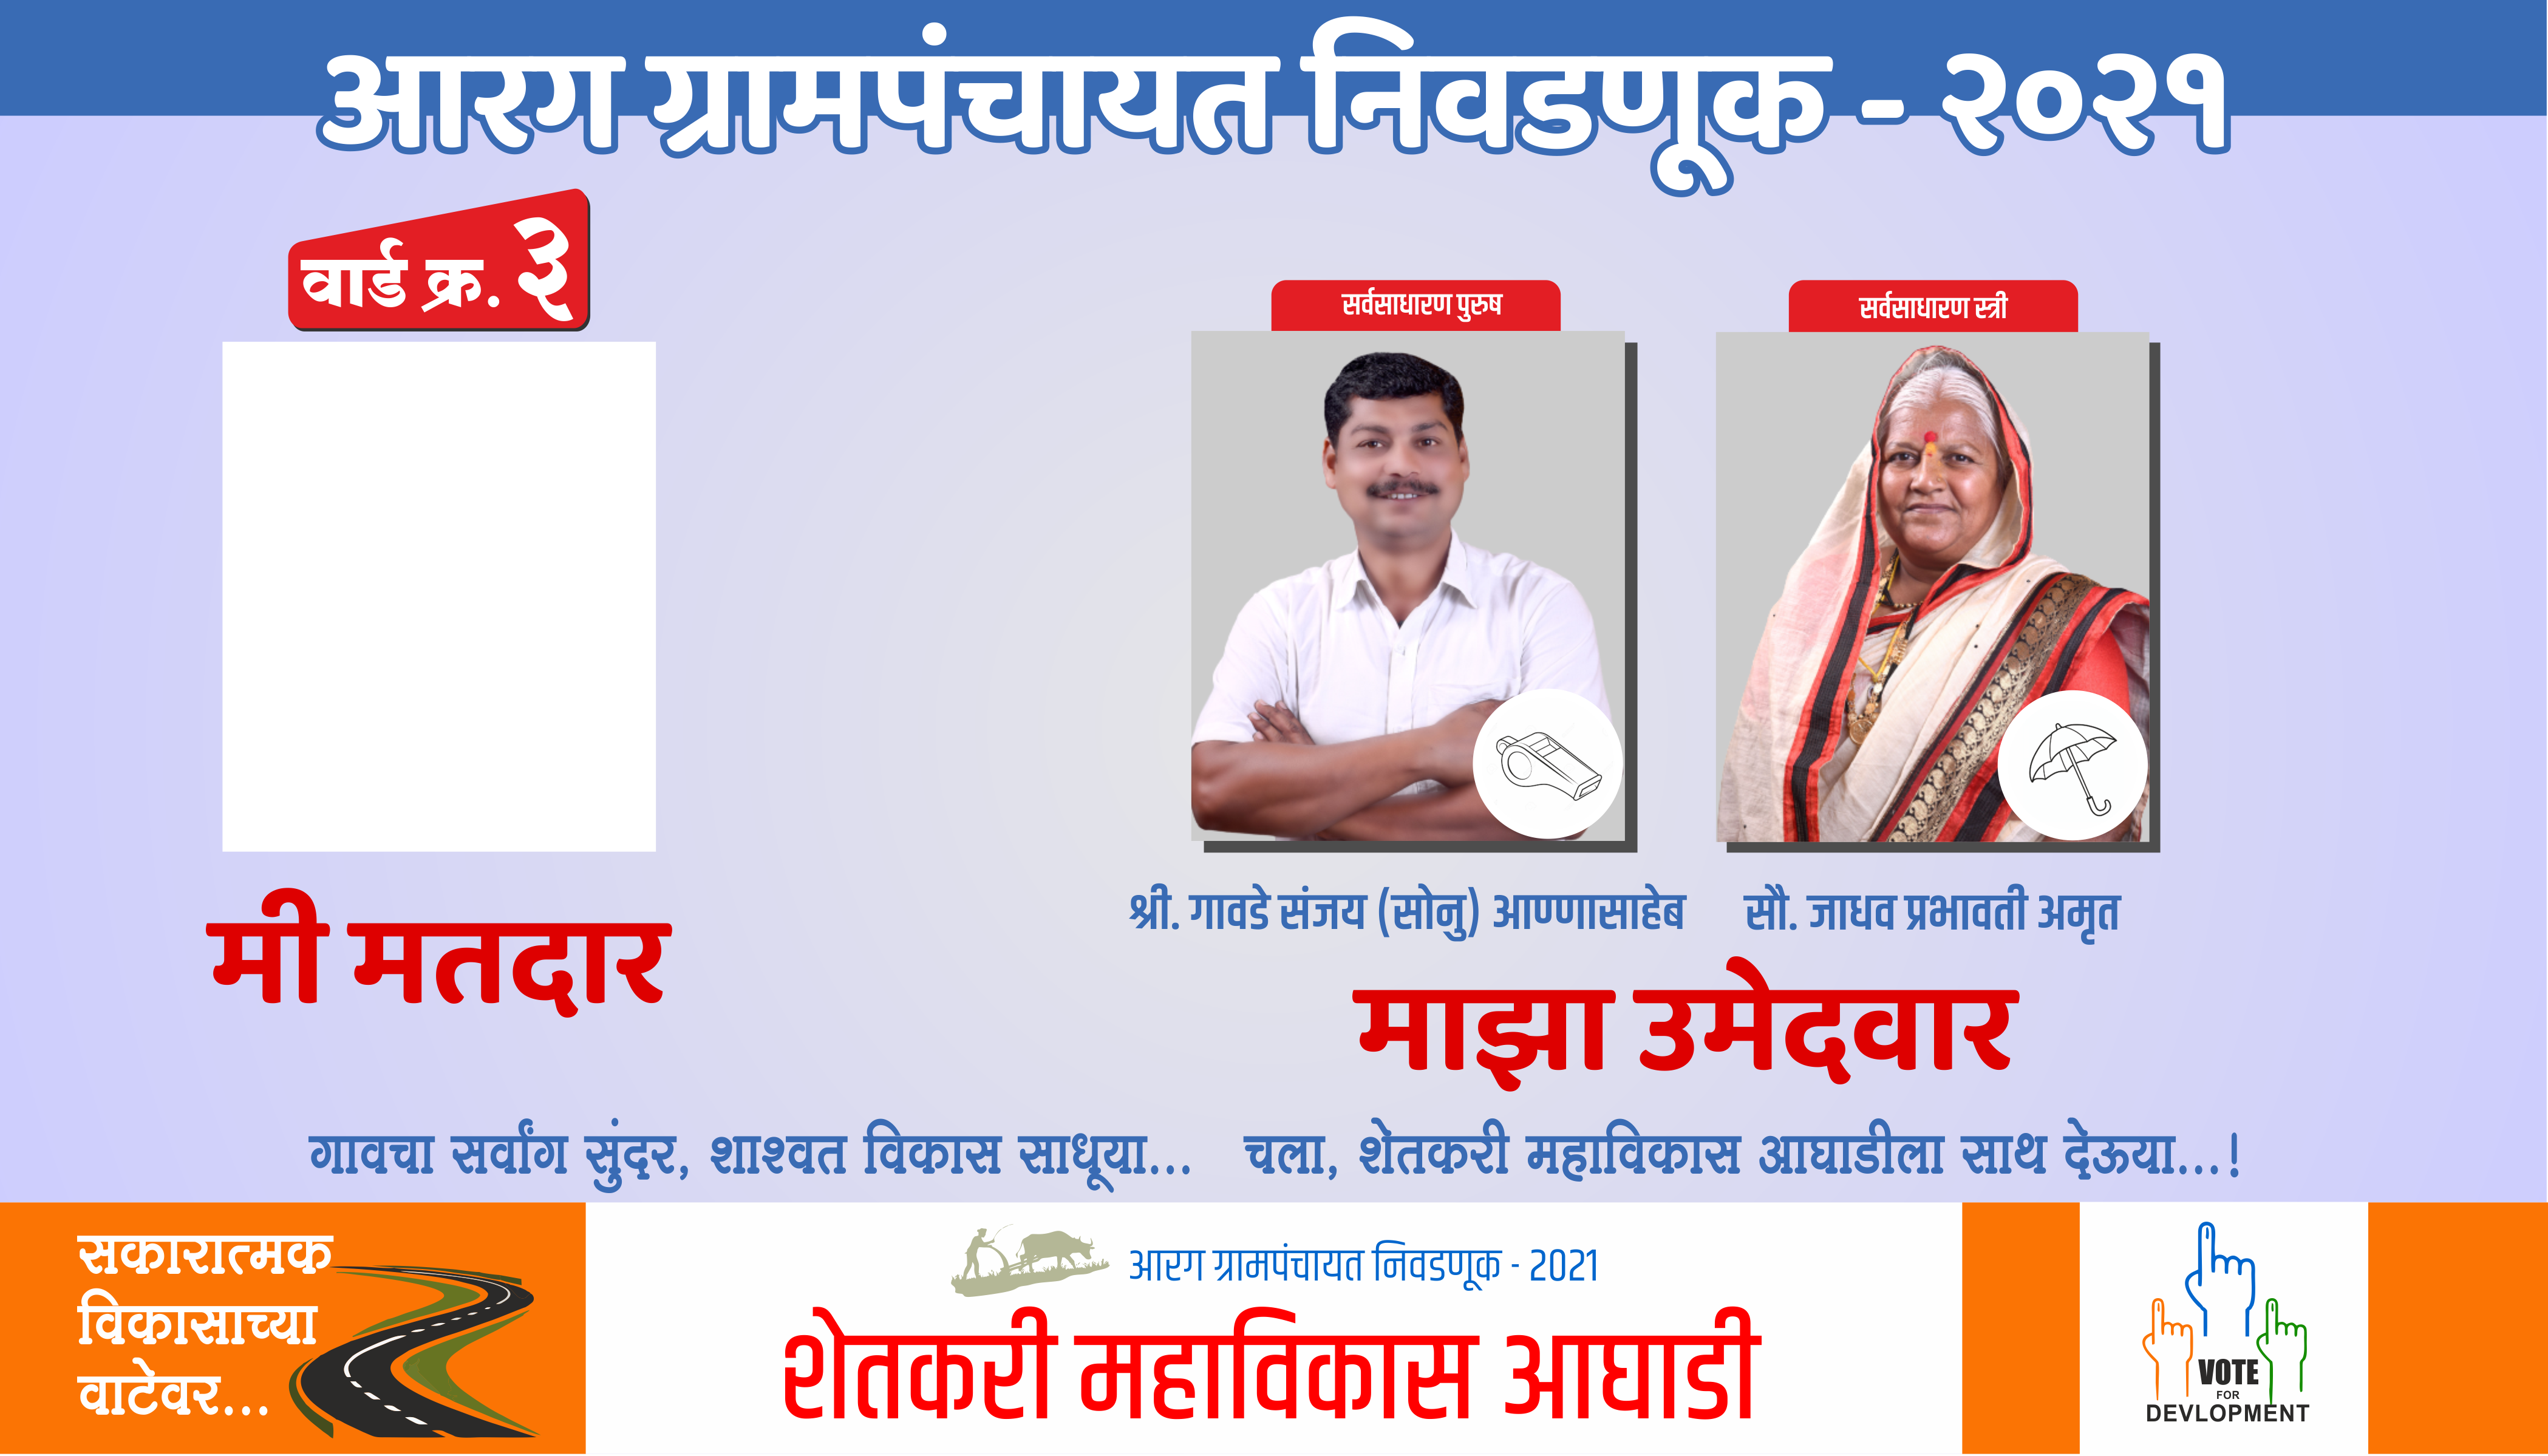 आरग ग्रामपंचायत निवडणूक - २०२१
वार्ड क्र. ३
सर्वसाधारण पुरुष
सर्वसाधारण स्त्री
श्री. गावडे संजय (सोनु) आण्णासाहेब
सौ. जाधव प्रभावती अमृत
मी मतदार
माझा उमेदवार
गावचा सर्वांग सुंदर, शाश्वत विकास साधूया... चला, शेतकरी महाविकास आघाडीला साथ देऊया...!
सकारात्मक
विकासाच्या
वाटेवर...
आरग ग्रामपंचायत निवडणूक - 2021
शेतकरी महाविकास आघाडी
VOTE
FOR
DEVLOPMENT